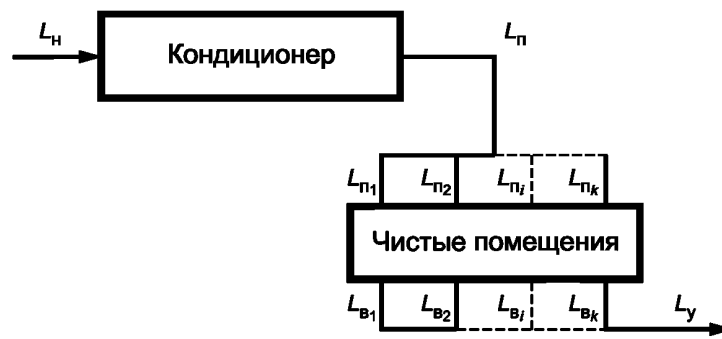 Lн Кондиционер Lп
Lп1 Lп2 Lпi Lпk
Чистые помещения
Lв1 Lв2 Lвi Lвk Lу